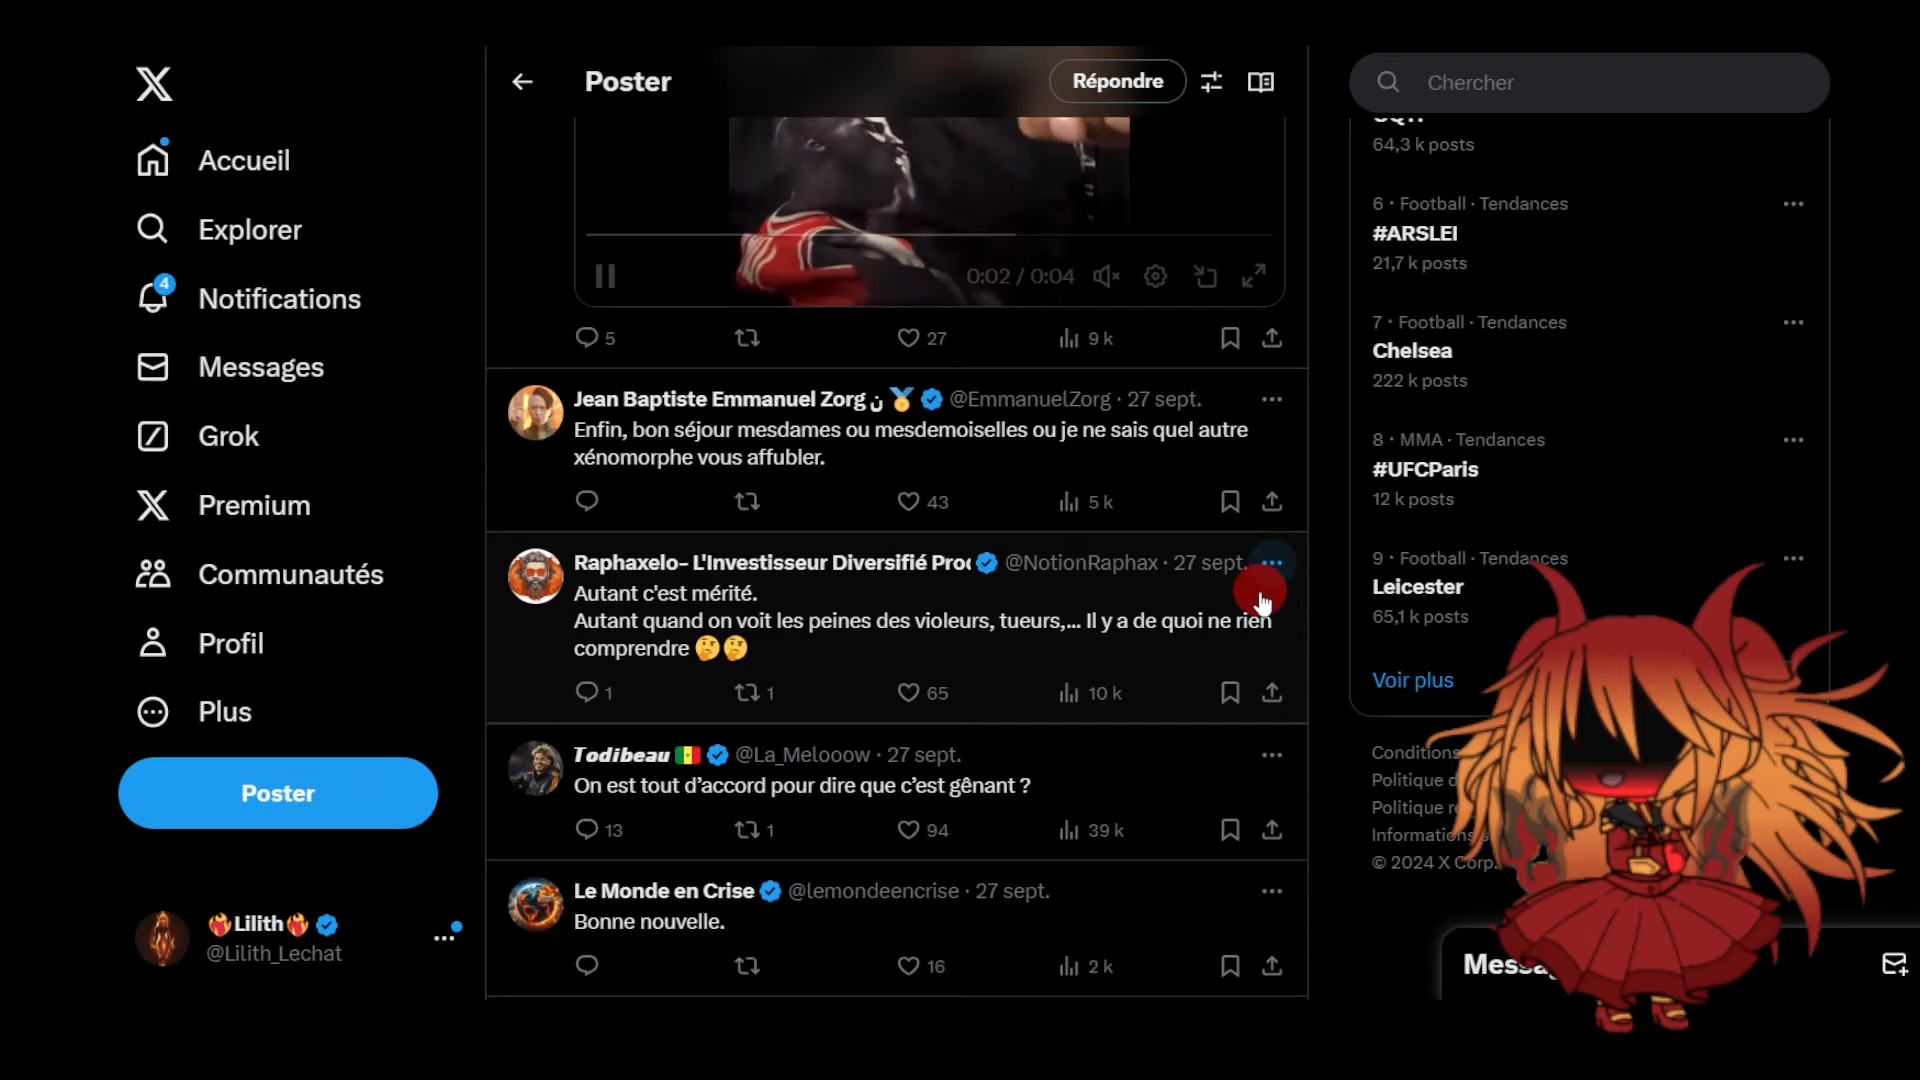 Accueil
Explorer
4
Notifications
Messages
Grok
Premium
Communautés
Profil
Plus
Poster
Lilith
@Lilith_Lechat
Poster
Répondre
0:02 / 0:04
5
27
9 k
Jean Baptiste Emmanuel Zorg ن @EmmanuelZorg · 27 sept.
Enfin, bon séjour mesdames ou mesdemoiselles ou je ne sais quel autre
xénomorphe vous affubler.
43
5 k
Raphaxelo- L'Investisseur Diversifié @NotionRaphax · 27 sept.
Autant c'est mérité.
Autant quand on voit les peines des violeurs, tueurs,... Il y a de quoi ne rien
comprendre 🤔🤔
1
1
65
10 k
Todibeau 🇸🇳 @La_Melooow · 27 sept.
On est tout d’accord pour dire que c’est gênant ?
13
1
94
39 k
Le Monde en Crise @lemondeencrise · 27 sept.
Bonne nouvelle.
16
2 k
Chercher
64,3 k posts
6 · Football · Tendances
#ARSLEI
21,7 k posts
7 · Football · Tendances
Chelsea
222 k posts
8 · MMA · Tendances
#UFCParis
12 k posts
9 · Football · Tendances
Leicester
65,1 k posts
Voir plus
Conditions
Politique
Politique
Informations
© 2024 X Corp.